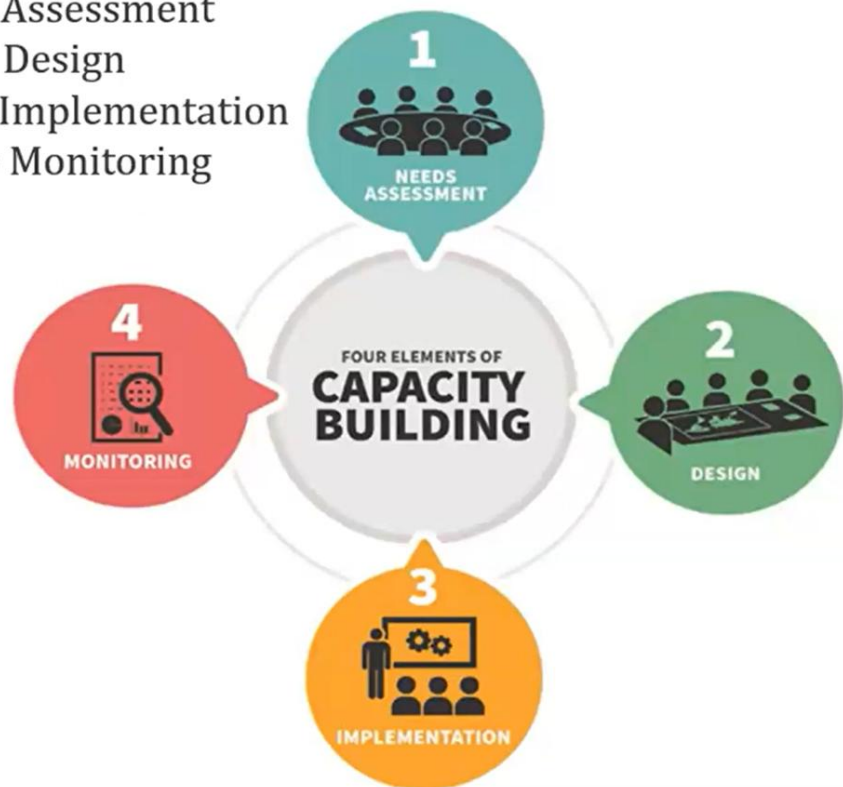 Assessment
Design
Implementation
Monitoring
1
NEEDS
ASSESSMENT
4
MONITORING
FOUR ELEMENTS OF
CAPACITY
BUILDING
2
DESIGN
3
IMPLEMENTATION